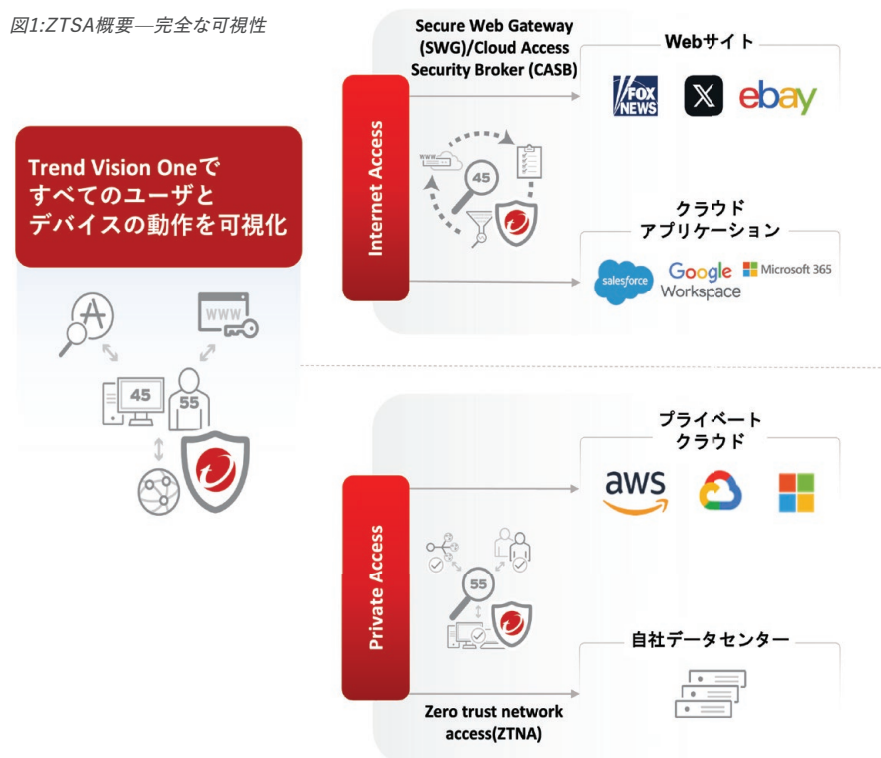 図1:ZTSA概要—完全な可視性
Trend Vision Oneで
すべてのユーザと
デバイスの動作を可視化
WWW
45
55
Internet Access
Secure Web Gateway
(SWG)/Cloud Access
Security Broker (CASB)
WWW
45
Webサイト
FOX
NEWS
X
ebay
クラウド
アプリケーション
salesforce
Google
Workspace
Microsoft 365
Private Access
55
Zero trust network
access(ZTNA)
プライベート
クラウド
aws
自社データセンター